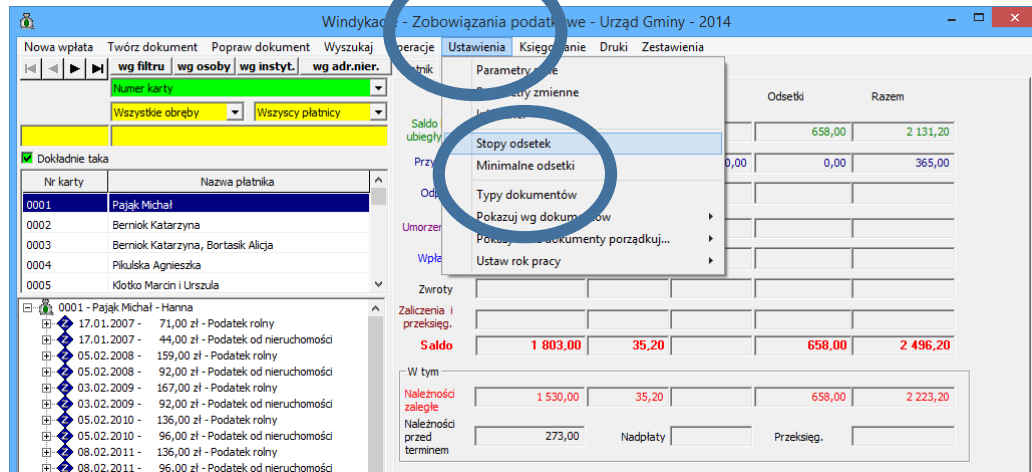 Windykacje - Zobowiązania podatkowe - Urząd Gminy - 2014
Nowa wpłata Twórz dokument Popraw dokument Wyszukaj Operacje Ustawienia Księgowanie Druki Zestawienia
wg filtru wg osoby wg instyt. wg adr.nier.
Numer karty
Wszystkie obręby Wszyscy płatnicy
Dokładnie taka
Nr karty Nazwa płatnika
0001 Pająk Michał
0002 Berniok Katarzyna
0003 Berniok Katarzyna, Bortasik Alicja
0004 Pikulska Agnieszka
0005 Klotko Marcin i Urszula
0001 - Pająk Michał - Hanna
17.01.2007 - 71,00 zł - Podatek rolny
17.01.2007 - 44,00 zł - Podatek od nieruchomości
05.02.2008 - 159,00 zł - Podatek rolny
05.02.2008 - 92,00 zł - Podatek od nieruchomości
03.02.2009 - 167,00 zł - Podatek rolny
03.02.2009 - 92,00 zł - Podatek od nieruchomości
05.02.2010 - 136,00 zł - Podatek rolny
05.02.2010 - 96,00 zł - Podatek od nieruchomości
08.02.2011 - 136,00 zł - Podatek rolny
08.02.2011 - 96,00 zł - Podatek od nieruchomości
Parametry
zmienne
Stopy odsetek
Minimalne odsetki
Typy dokumentów
Pokazuj wg dokumentów
dokumenty porządkuj...
Ustaw rok pracy
Odsetki Razem
Saldo
ubiegły
658,00 2 131,20
0,00 0,00 365,00
Umorzen
Wpła
Zwroty
Zaliczenia i
przeksięg.
Saldo 1 803,00 35,20 658,00 2 496,20
W tym
Należności
zaległe
1 530,00 35,20 658,00 2 223,20
Należności
przed
terminem
273,00 Nadpłaty Przeksięg.